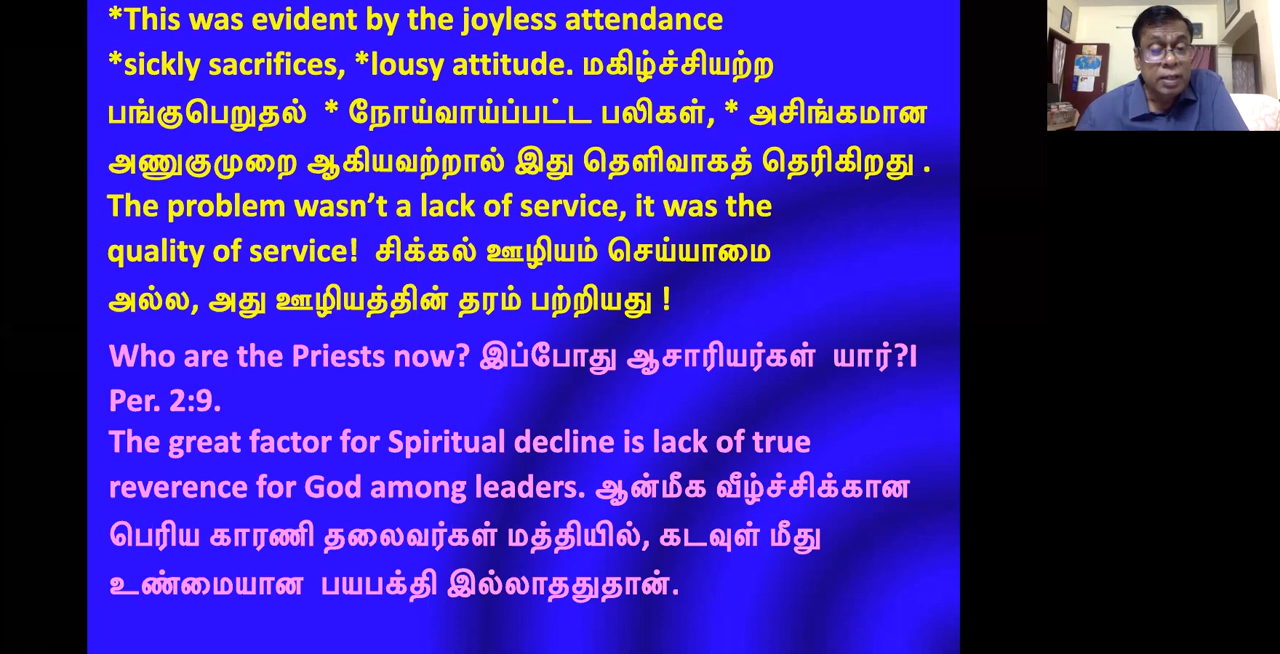 *This was evident by the joyless attendance
*sickly sacrifices, *lousy attitude. மகிழ்ச்சியற்ற
பங்குபெறுதல் * நோய்வாய்ப்பட்ட பலிகள், * அசிங்கமான
அணுகுமுறை ஆகியவற்றால் இது தெளிவாகத் தெரிகிறது .
The problem wasn’t a lack of service, it was the
quality of service! சிக்கல் ஊழியம் செய்யாமை
அல்ல, அது ஊழியத்தின் தரம் பற்றியது !
Who are the Priests now? இப்போது ஆசாரியர்கள் யார்?I
Per. 2:9.
The great factor for Spiritual decline is lack of true
reverence for God among leaders. ஆன்மீக வீழ்ச்சிக்கான
பெரிய காரணி தலைவர்கள் மத்தியில், கடவுள் மீது
உண்மையான பயபக்தி இல்லாததுதான்.